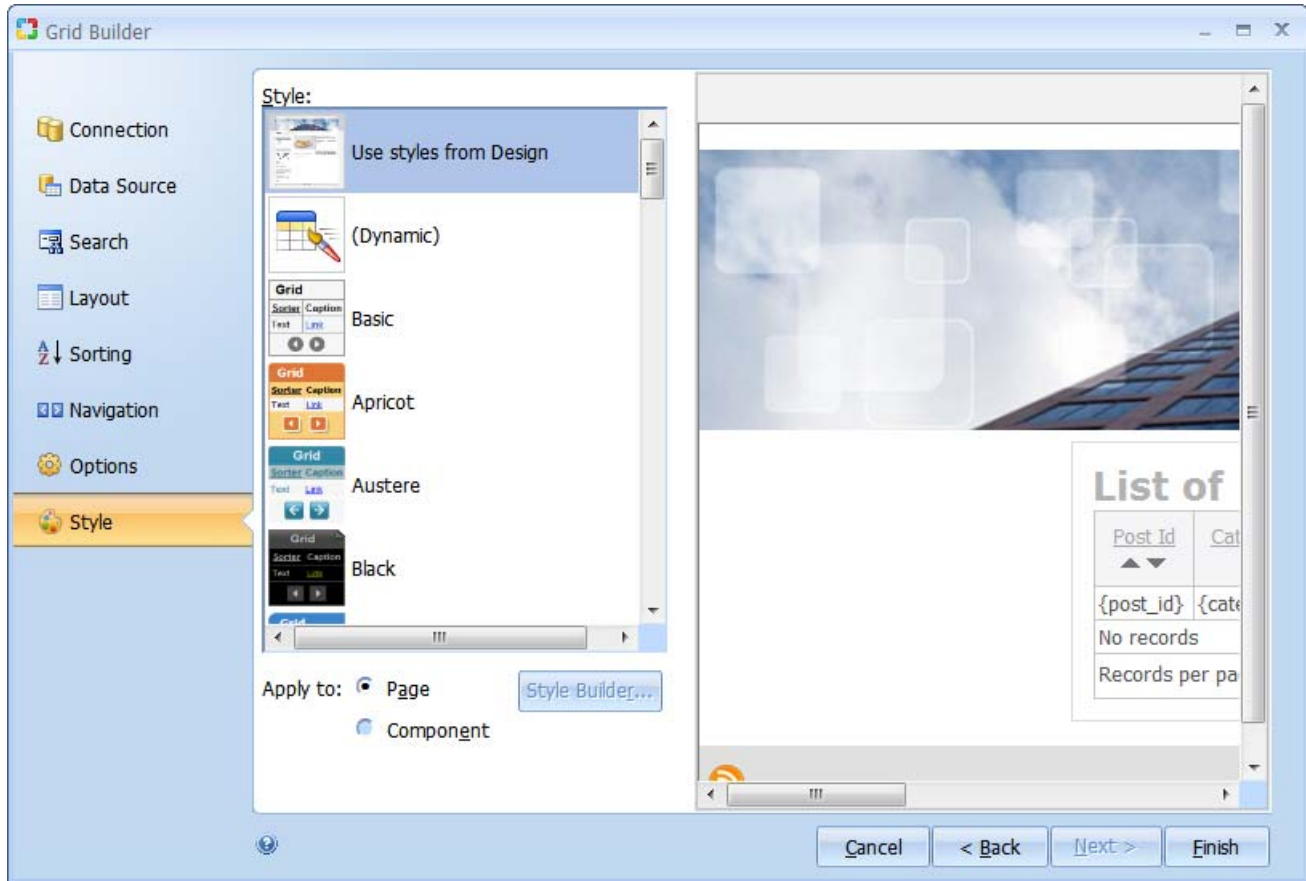 Grid Builder
Connection
Data Source
Search
Layout
Sorting
Navigation
Options
Style
Style:
Use styles from Design
(Dynamic)
Grid
Sorter Caption
Text Link
Basic
Grid
Sorter Caption
Text Link
Apricot
Grid
Sorter Caption
Text Link
Austere
Grid
Sorter Caption
Text Link
Black
Grid
Apply to:
Page
Style Builder...
Component
List of
Post Id Cat
{post_id} {cate
No records
Records per pa
Cancel
< Back
Next >
Finish